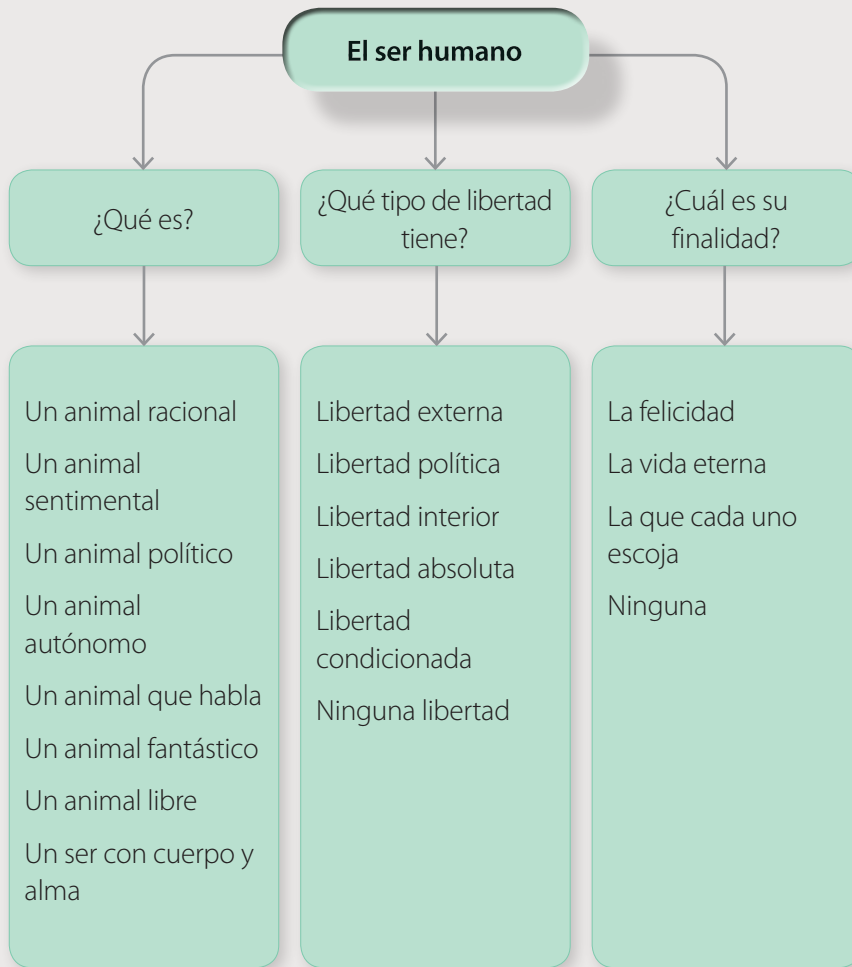 El ser humano
¿Qué es?
¿Qué tipo de libertad
tiene?
¿Cuál es su
finalidad?
Un animal racional
Un animal
sentimental
Un animal político
Un animal
autónomo
Un animal que habla
Un animal fantástico
Un animal libre
Un ser con cuerpo y
alma
Libertad externa
Libertad política
Libertad interior
Libertad absoluta
Libertad
condicionada
Ninguna libertad
La felicidad
La vida eterna
La que cada uno
escoja
Ninguna